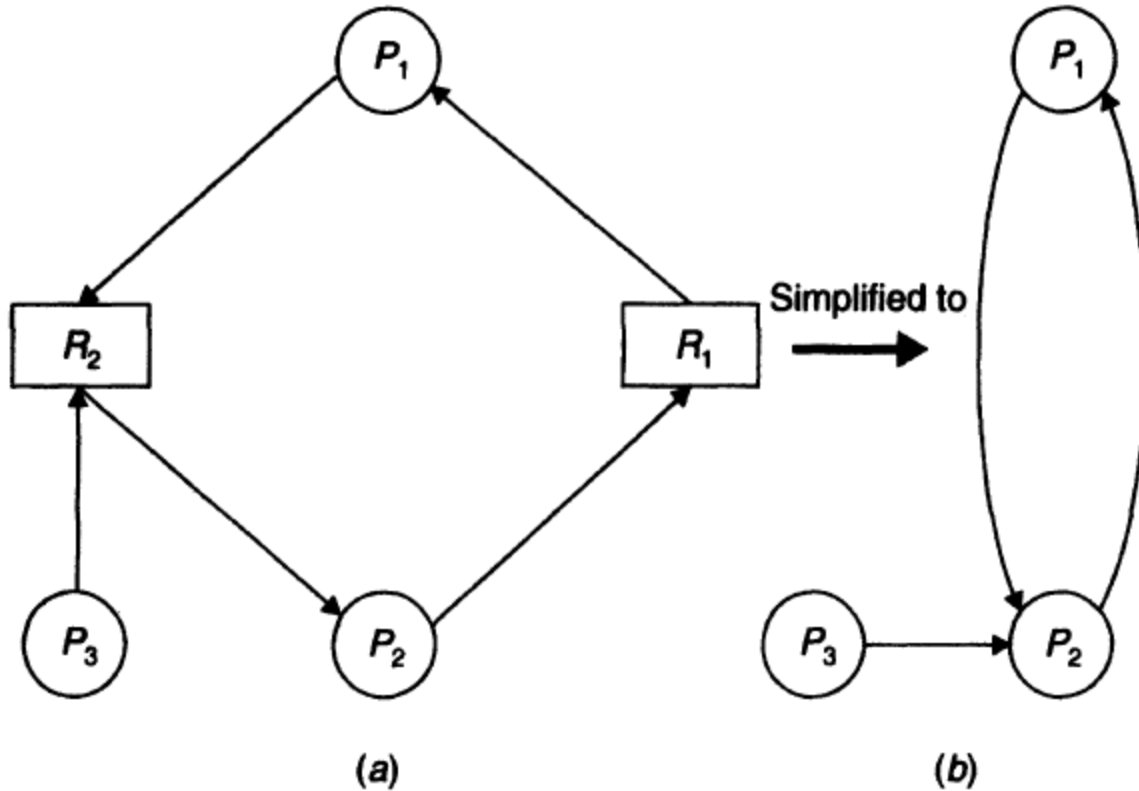 P₁
P₁
R₂
R₁
Simplified to
P₃
P₂
P₃
P₂
(a)
(b)